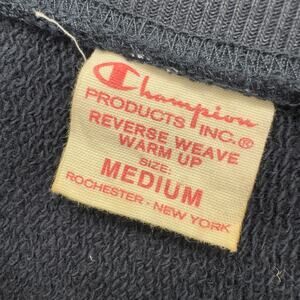 Champion
PRODUCTS INC.®
REVERSE WEAVE
WARM UP
SIZE:
MEDIUM
ROCHESTER · NEW YORK